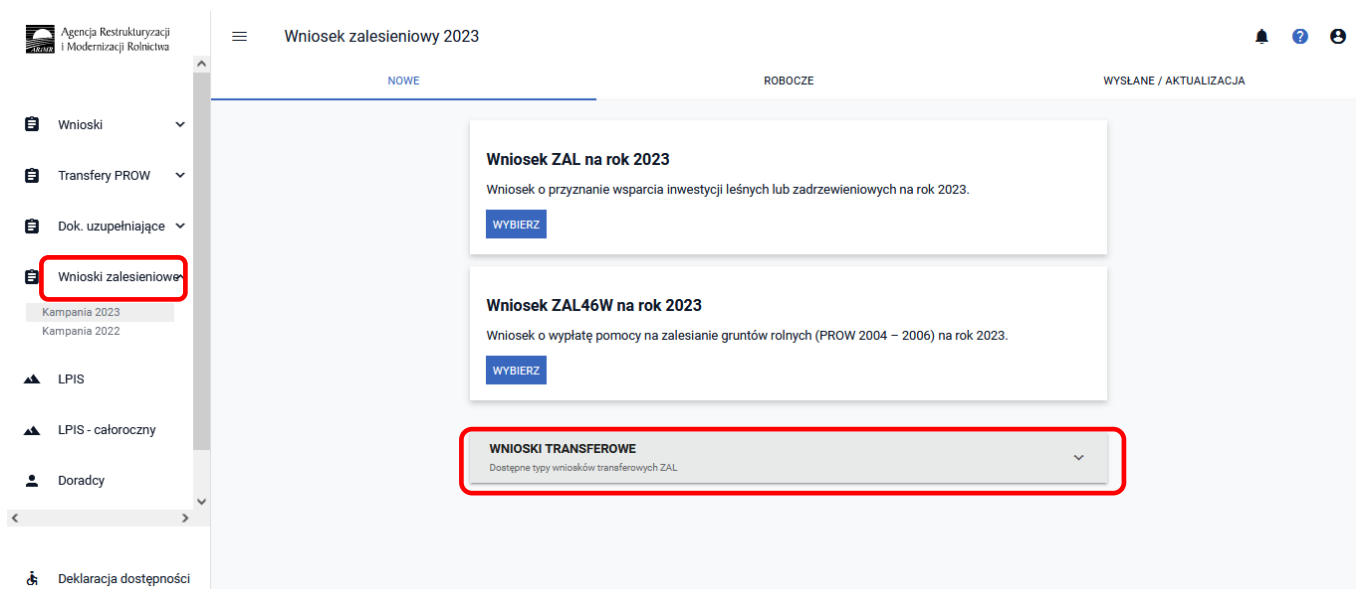 Agencja Restrukturyzacji
i Modernizacji Rolnictwa
ARiMR
Wniosek zalesieniowy 2023
NOWE
ROBOCZE
WYSŁANE / AKTUALIZACJA
Wnioski
Transfery PROW
Dok. uzupełniające
Wnioski zalesieniowe
Kampania 2023
Kampania 2022
LPIS
LPIS - całoroczny
Doradcy
Deklaracja dostępności
Wniosek ZAL na rok 2023
Wniosek o przyznanie wsparcia inwestycji leśnych lub zadrzewieniowych na rok 2023.
WYBIERZ
Wniosek ZAL46W na rok 2023
Wniosek o wypłatę pomocy na zalesianie gruntów rolnych (PROW 2004 – 2006) na rok 2023.
WYBIERZ
WNIOSKI TRANSFEROWE
Dostępne typy wniosków transferowych ZAL